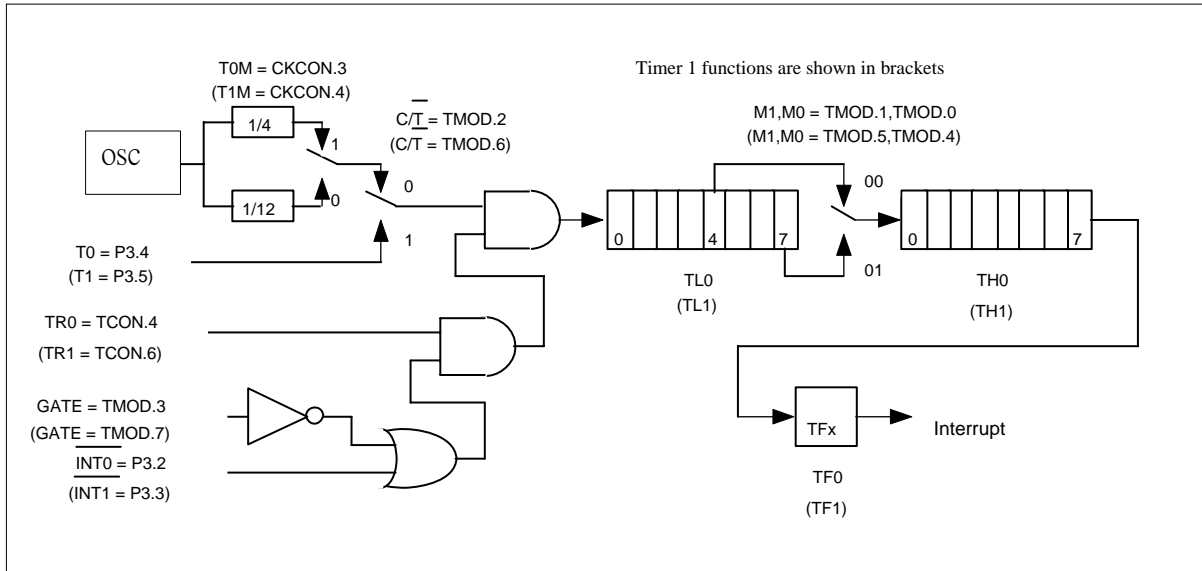 T0M = CKCON.3
(T1M = CKCON.4)
Timer 1 functions are shown in brackets
C/T̅ = TMOD.2
(C/T̅ = TMOD.6)
M1,M0 = TMOD.1,TMOD.0
(M1,M0 = TMOD.5,TMOD.4)
OSC
1/4
1
0
1/12
0
1
T0 = P3.4
(T1 = P3.5)
0 4 7
TL0
(TL1)
00
01
0 7
TH0
(TH1)
TR0 = TCON.4
(TR1 = TCON.6)
GATE = TMOD.3
(GATE = TMOD.7)
I̅N̅T̅0̅ = P3.2
(I̅N̅T̅1̅ = P3.3)
TFx
Interrupt
TF0
(TF1)